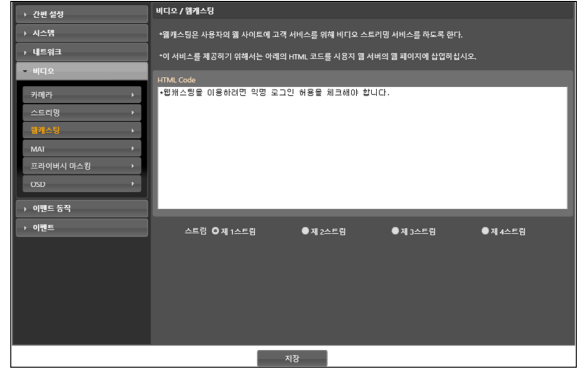 간편 설정
시스템
네트워크
비디오
카메라
스트리밍
웹캐스팅
MAT
프라이버시 마스킹
OSD
이벤트 동작
이벤트
비디오 / 웹캐스팅
*웹캐스팅은 사용자의 웹 사이트에 고객 서비스를 위해 비디오 스트리밍 서비스를 하도록 한다.
*이 서비스를 제공하기 위해서는 아래의 HTML 코드를 사용자 웹 서버의 웹 페이지에 삽입하십시오.
HTML Code
*웹캐스팅을 이용하려면 익명 로그인 허용을 체크해야 합니다.
스트림 제 1스트림 제 2스트림 제 3스트림 제 4스트림
저장